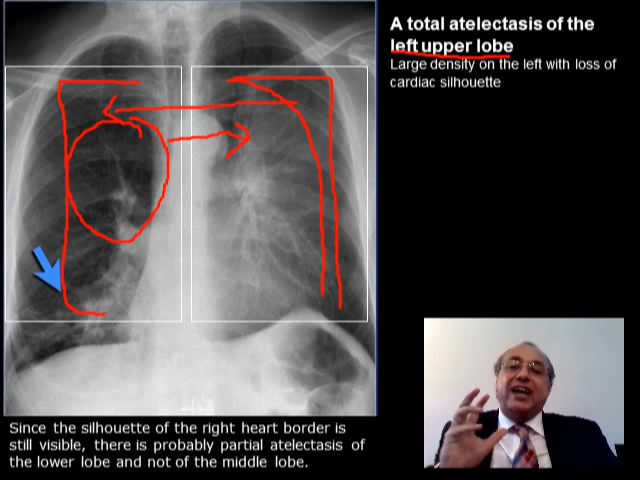 A total atelectasis of the
left upper lobe
Large density on the left with loss of
cardiac silhouette
Since the silhouette of the right heart border is
still visible, there is probably partial atelectasis of
the lower lobe and not of the middle lobe.